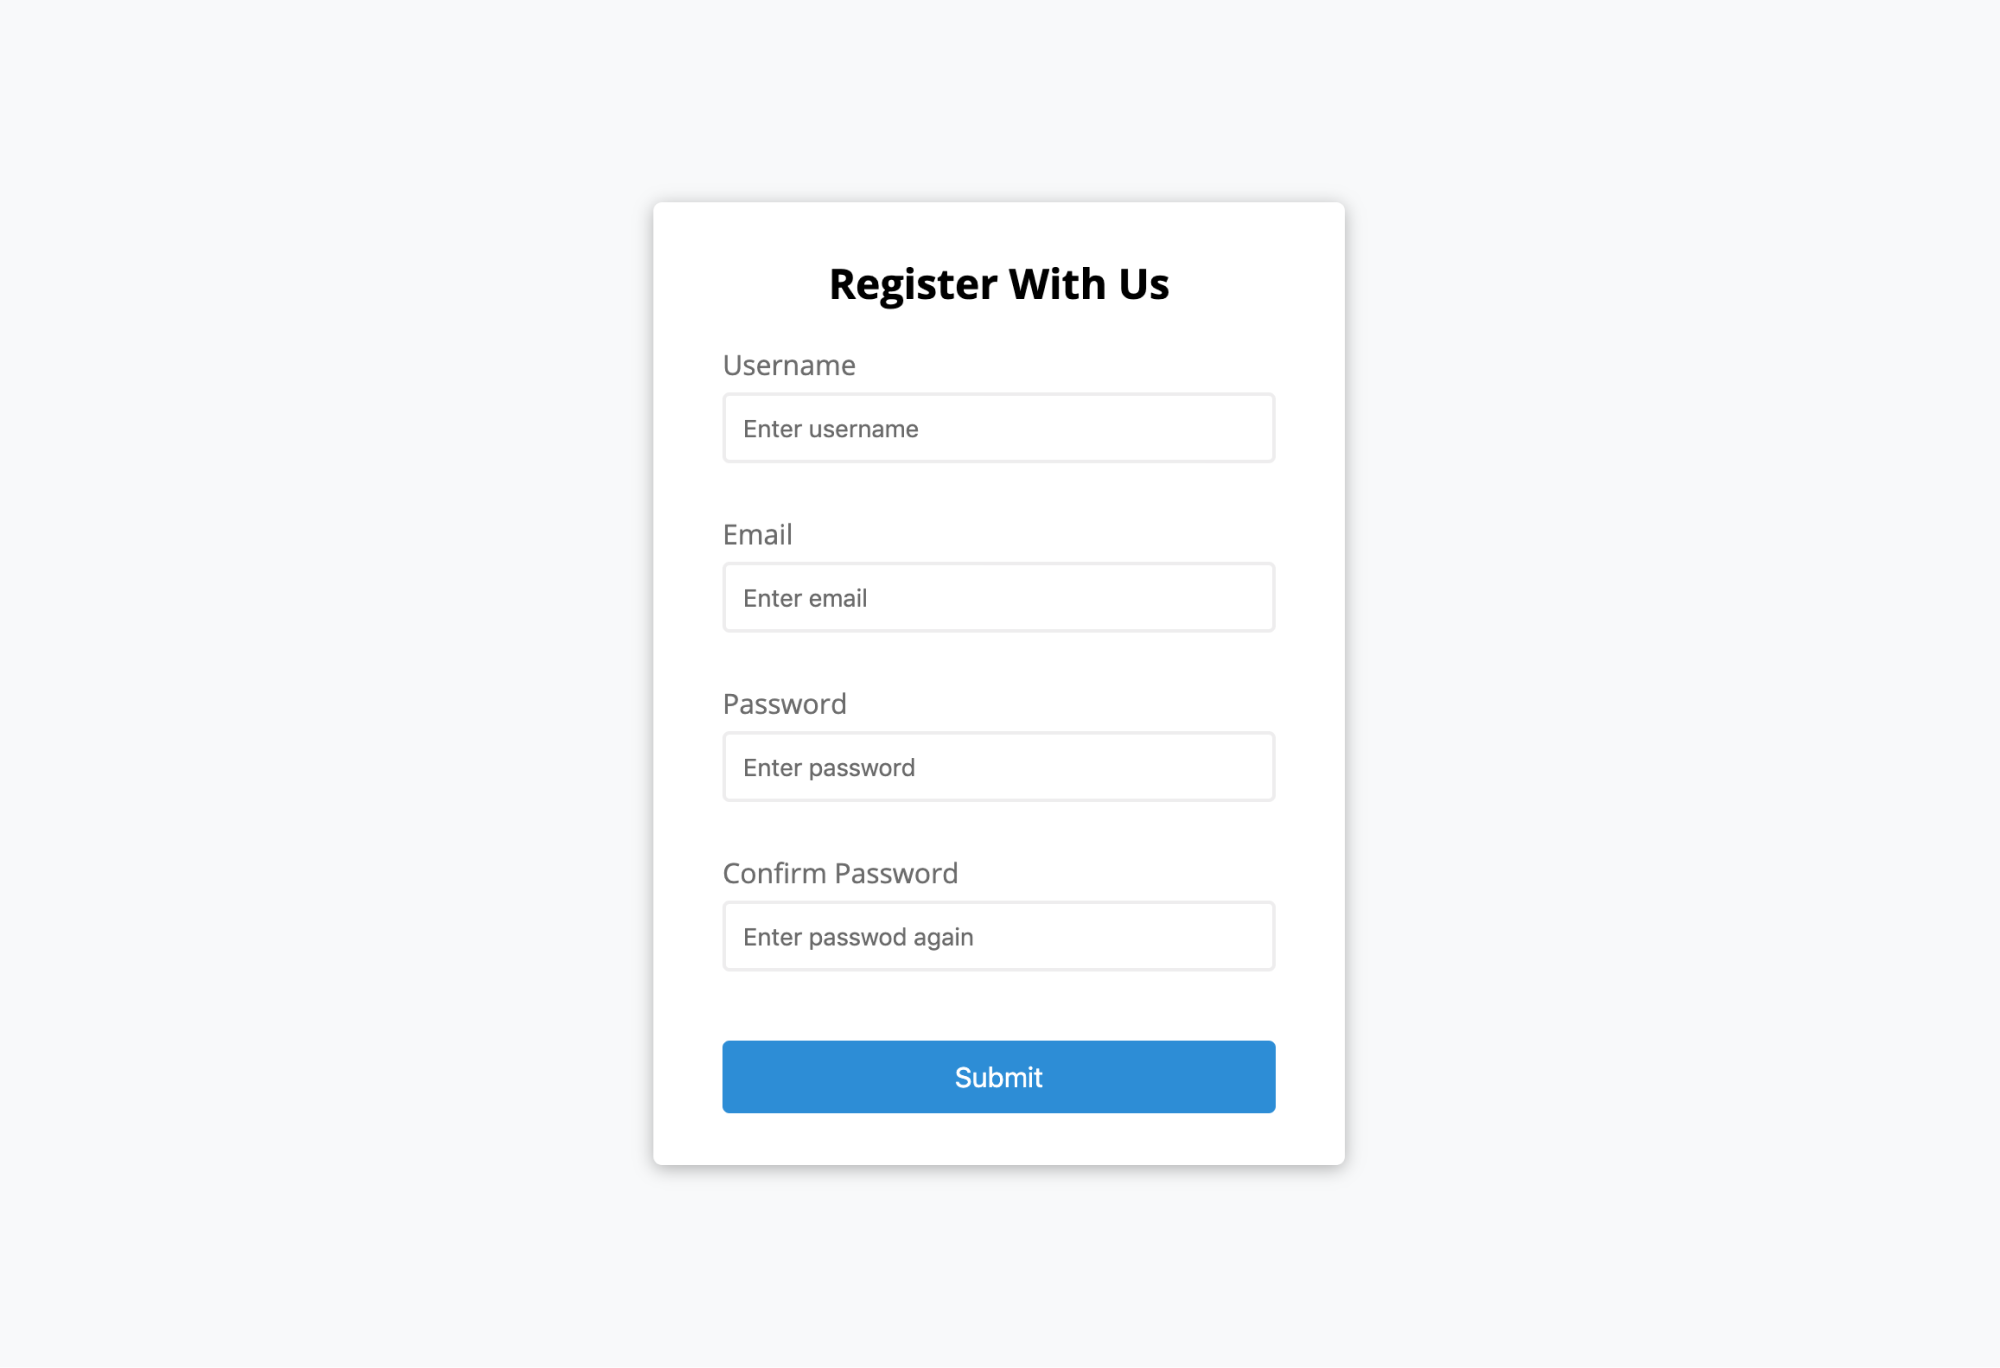 Register With Us
Username
Enter username
Email
Enter email
Password
Enter password
Confirm Password
Enter passwod again
Submit